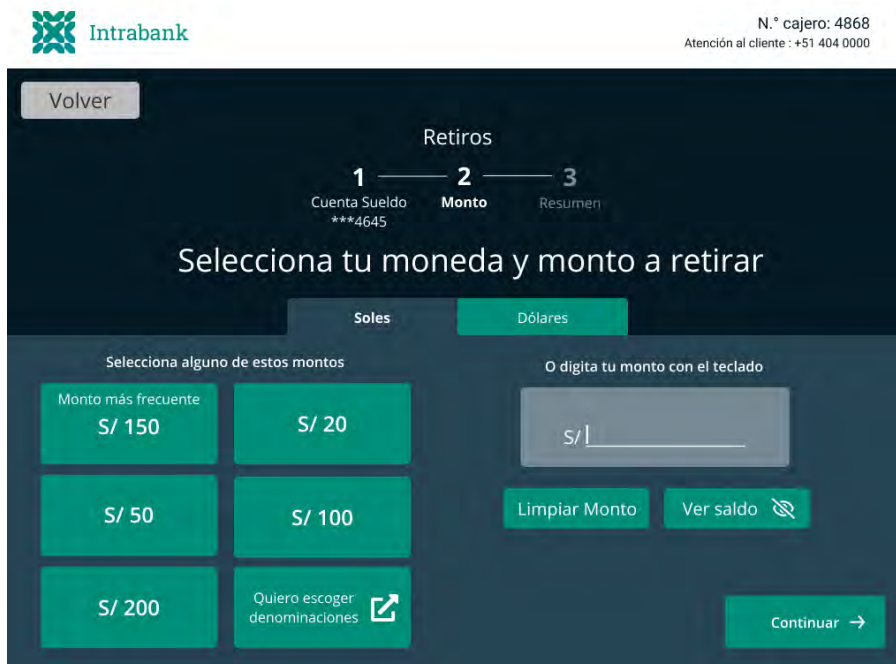 Intrabank
N.° cajero: 4868
Atención al cliente : +51 404 0000
Volver
Retiros
1 2 3
Cuenta Sueldo Monto Resumen
***4645
Selecciona tu moneda y monto a retirar
Soles Dólares
Selecciona alguno de estos montos
O digita tu monto con el teclado
Monto más frecuente
S/ 150
S/ 20
S/
S/ 50
S/ 100
Limpiar Monto
Ver saldo
S/ 200
Quiero escoger
denominaciones
Continuar →